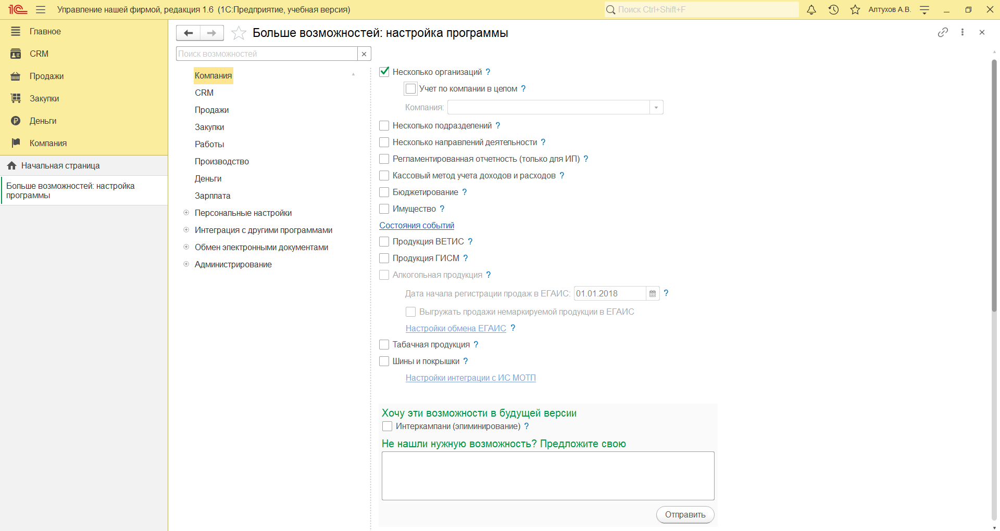 1С Управление нашей фирмой, редакция 1.6 (1С:Предприятие, учебная версия)
Поиск Ctrl+Shift+F
Алтухов А.В.
Главное
CRM
Продажи
Закупки
Деньги
Компания
Начальная страница
Больше возможностей: настройка
программы
Больше возможностей: настройка программы
Поиск возможностей
Компания
CRM
Продажи
Закупки
Работы
Производство
Деньги
Зарплата
Персональные настройки
Интеграция с другими программами
Обмен электронными документами
Администрирование
Несколько организаций ?
Учет по компании в целом ?
Компания:
Несколько подразделений ?
Несколько направлений деятельности ?
Регламентированная отчетность (только для ИП) ?
Кассовый метод учета доходов и расходов ?
Бюджетирование ?
Имущество ?
Состояния событий
Продукция ВЕТИС ?
Продукция ГИСМ ?
Алкогольная продукция ?
Дата начала регистрации продаж в ЕГАИС: 01.01.2018 ?
Выгружать продажи немаркируемой продукции в ЕГАИС
Настройки обмена ЕГАИС ?
Табачная продукция ?
Шины и покрышки ?
Настройки интеграции с ИС МОТП
Хочу эти возможности в будущей версии
Интеркампани (элиминирование) ?
Не нашли нужную возможность? Предложите свою
Отправить